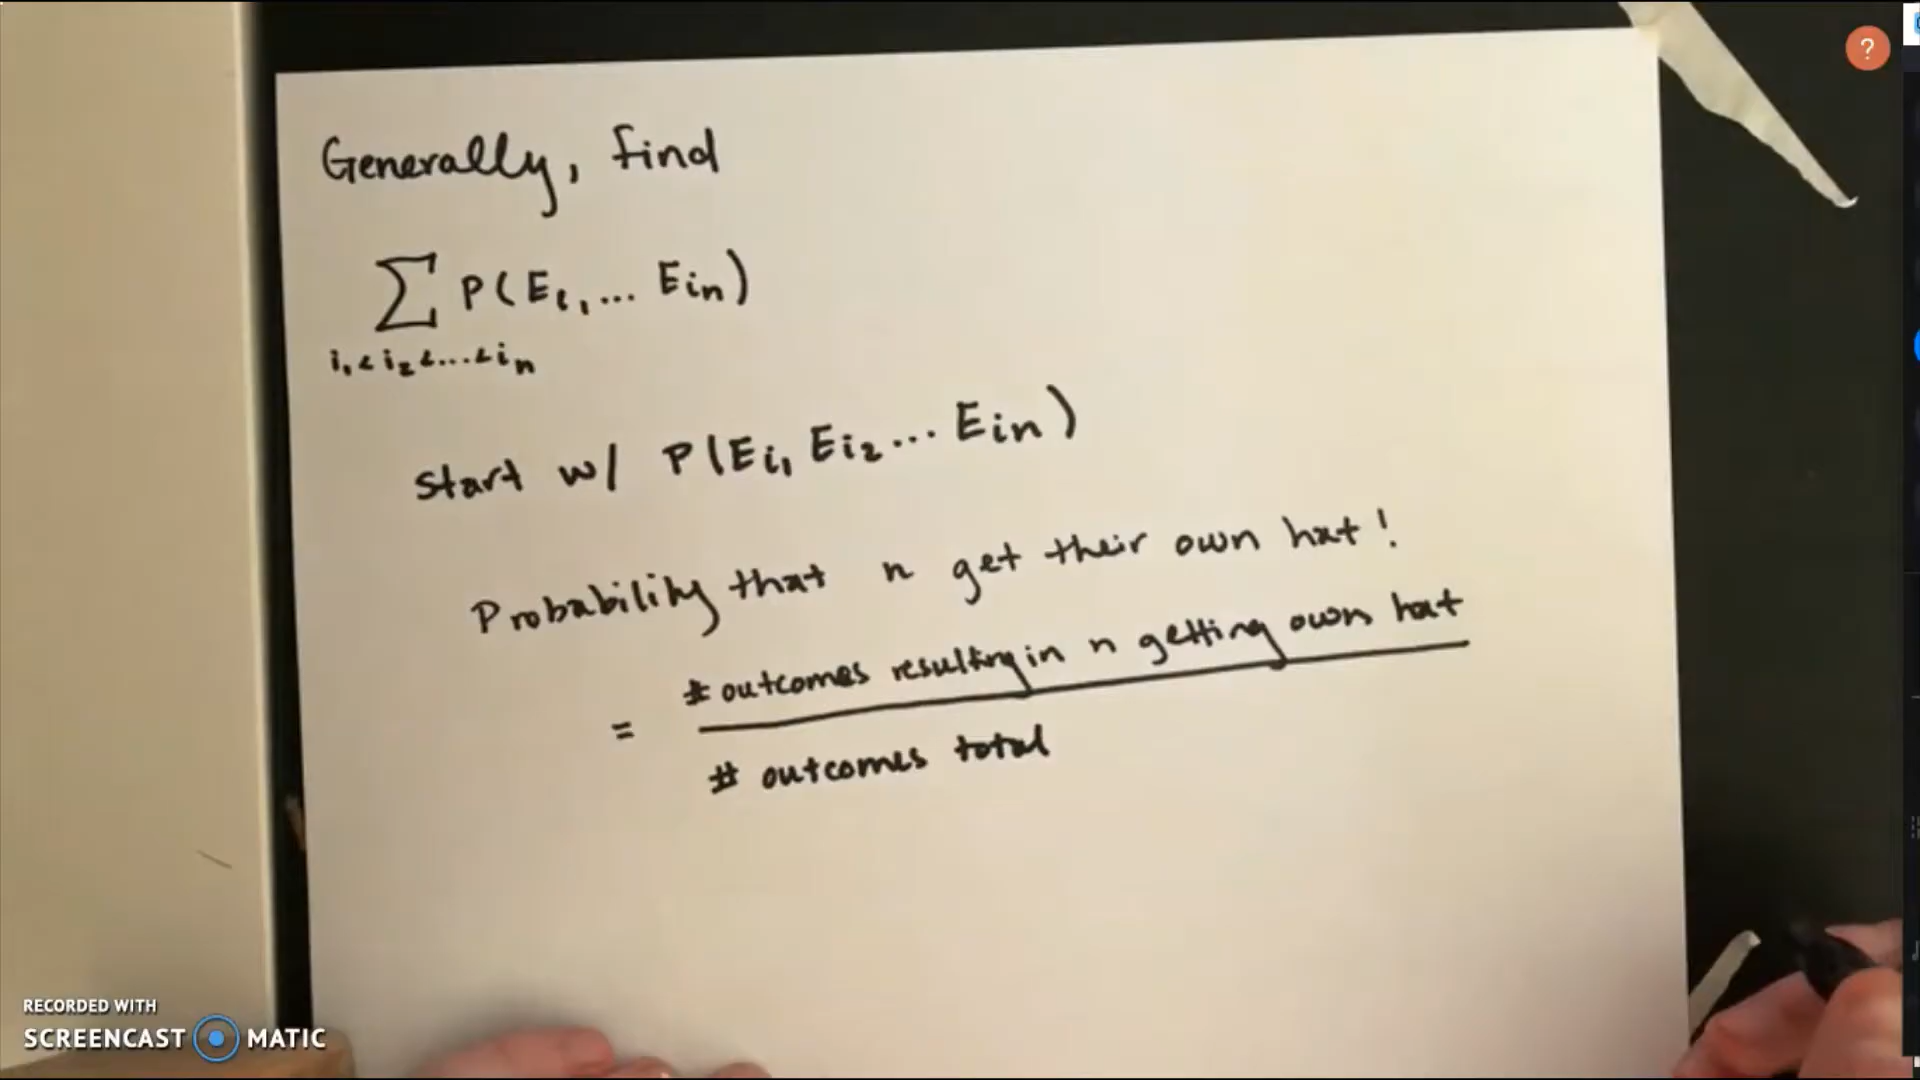 Generally, find
∑ P(Ei₁, ... Ein)
i₁<i₂<...<in
start w/ P(Ei₁ Ei₂ ... Ein)
Probability that n get their own hat!
# outcomes resulting in n getting own hat
=
# outcomes total
?
RECORDED WITH
SCREENCAST MATIC